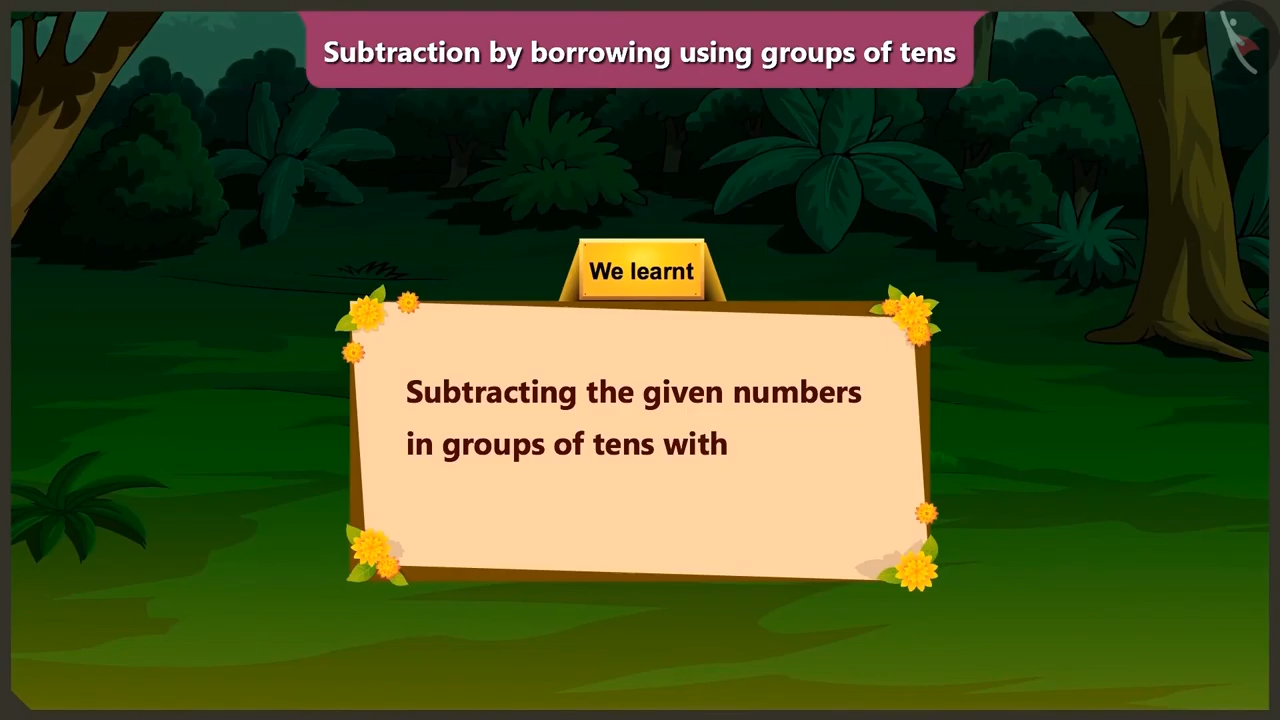 Subtraction by borrowing using groups of tens
We learnt
Subtracting the given numbers
in groups of tens with